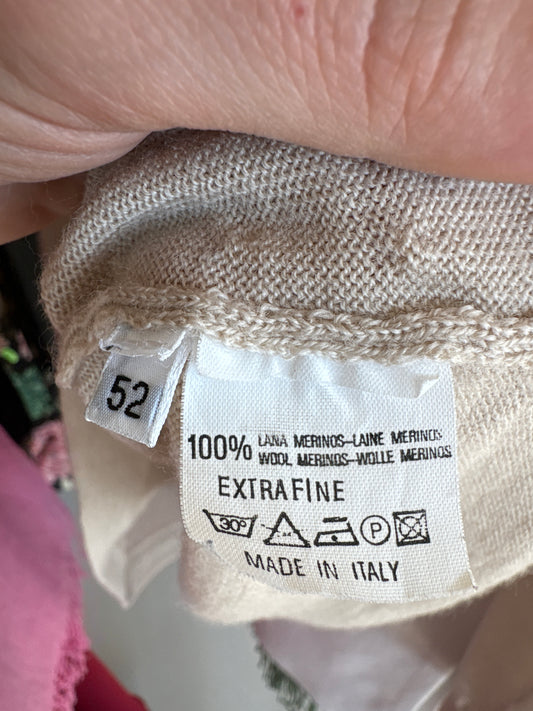 52
100% LANA MERINOS-LAINE MERINOS
WOOL MERINOS-WOLLE MERINOS
EXTRAFINE
30°
P
MADE IN ITALY